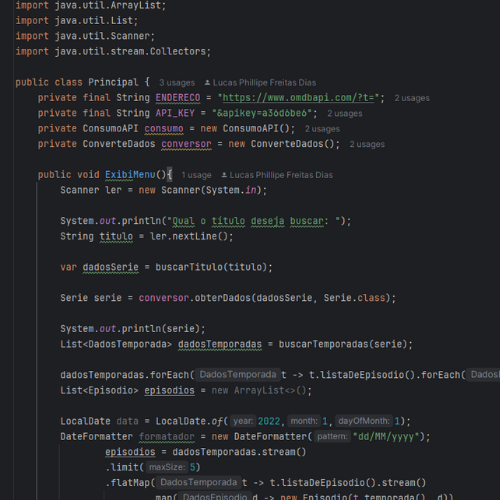 import java.util.ArrayList;
import java.util.List;
import java.util.Scanner;
import java.util.stream.Collectors;
public class Principal { 3 usages Lucas Phillipe Freitas Dias
private final String ENDERECO = "https://www.omdbapi.com/?t="; 2 usages
private final String API_KEY = "&apikey=a36d6be6"; 2 usages
private ConsumoAPI consumo = new ConsumoAPI(); 2 usages
private ConverteDados conversor = new ConverteDados(); 2 usages
public void ExibiMenu(){ 1 usage Lucas Phillipe Freitas Dias
Scanner ler = new Scanner(System.in);
System.out.println("Qual o titulo deseja buscar: ");
String titulo = ler.nextLine();
var dadosSerie = buscarTitulo(titulo);
Serie serie = conversor.obterDados(dadosSerie, Serie.class);
System.out.println(serie);
List<DadosTemporada> dadosTemporadas = buscarTemporadas(serie);
dadosTemporadas.forEach( DadosTemporada t -> t.listaDeEpisodio().forEach(
List<Episodio> episodios = new ArrayList<>();
LocalDate data = LocalDate.of( year: 2022, month: 1, dayOfMonth: 1);
DateFormatter formatador = new DateFormatter( pattern: "dd/MM/yyyy");
episodios = dadosTemporadas.stream()
.limit( maxSize: 5)
.flatMap( DadosTemporada t -> t.listaDeEpisodio().stream()
map( DadosEpisodio d -> new Episodio(t.temporada(), d))